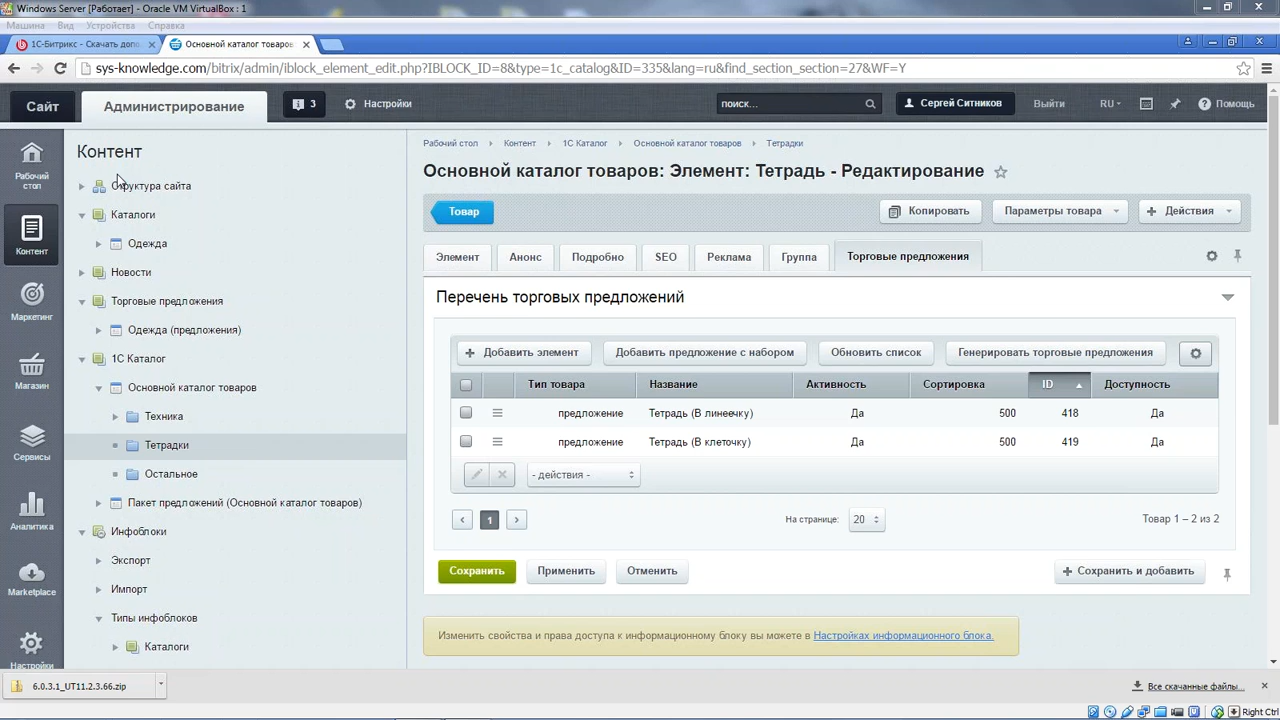 Windows Server [Работает] - Oracle VM VirtualBox : 1
Машина Вид Устройства Справка
1С-Битрикс - Скачать допо
Основной каталог товаров
sys-knowledge.com/bitrix/admin/iblock_element_edit.php?IBLOCK_ID=8&type=1c_catalog&ID=335&lang=ru&find_section_section=27&WF=Y
Сайт
Администрирование
3
Настройки
поиск...
Сергей Ситников
Выйти
RU
Помощь
Рабочий стол
Контент
Маркетинг
Магазин
Сервисы
Аналитика
Marketplace
Настройки
Контент
Структура сайта
Каталоги
Одежда
Новости
Торговые предложения
Одежда (предложения)
1С Каталог
Основной каталог товаров
Техника
Тетрадки
Остальное
Пакет предложений (Основной каталог товаров)
Инфоблоки
Экспорт
Импорт
Типы инфоблоков
Каталоги
Рабочий стол Контент 1С Каталог Основной каталог товаров Тетрадки
Основной каталог товаров: Элемент: Тетрадь - Редактирование
Товар
Копировать
Параметры товара
+ Действия
Элемент Анонс Подробно SEO Реклама Группа Торговые предложения
Перечень торговых предложений
+ Добавить элемент
Добавить предложение с набором
Обновить список
Генерировать торговые предложения
Тип товара Название Активность Сортировка ID Доступность
предложение Тетрадь (В линеечку) Да 500 418 Да
предложение Тетрадь (В клеточку) Да 500 419 Да
- действия -
1
На странице: 20
Товар 1 – 2 из 2
Сохранить
Применить
Отменить
+ Сохранить и добавить
Изменить свойства и права доступа к информационному блоку вы можете в Настройках информационного блока.
6.0.3.1_UT11.2.3.66.zip
Все скачанные файлы...
Right Ctrl